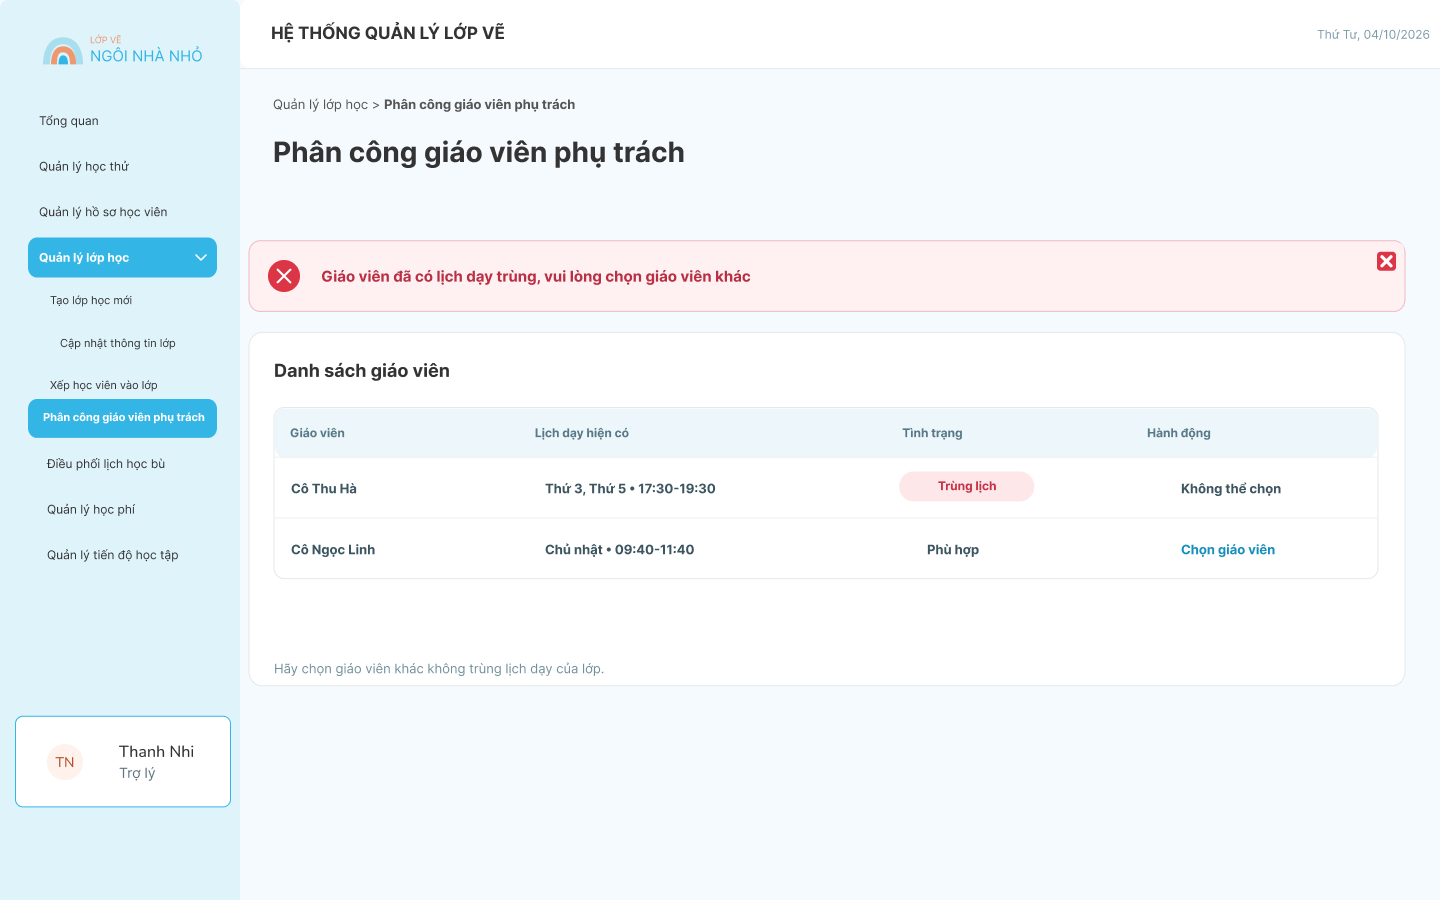 LỚP VẼ
NGÔI NHÀ NHỎ
HỆ THỐNG QUẢN LÝ LỚP VẼ
Thứ Tư, 04/10/2026
Tổng quan
Quản lý học thử
Quản lý hồ sơ học viên
Quản lý lớp học
Tạo lớp học mới
Cập nhật thông tin lớp
Xếp học viên vào lớp
Phân công giáo viên phụ trách
Điều phối lịch học bù
Quản lý học phí
Quản lý tiến độ học tập
TN
Thanh Nhi
Trợ lý
Quản lý lớp học > Phân công giáo viên phụ trách
Phân công giáo viên phụ trách
Giáo viên đã có lịch dạy trùng, vui lòng chọn giáo viên khác
Danh sách giáo viên
Giáo viên Lịch dạy hiện có Tình trạng Hành động
Cô Thu Hà Thứ 3, Thứ 5 • 17:30-19:30 Trùng lịch Không thể chọn
Cô Ngọc Linh Chủ nhật • 09:40-11:40 Phù hợp Chọn giáo viên
Hãy chọn giáo viên khác không trùng lịch dạy của lớp.